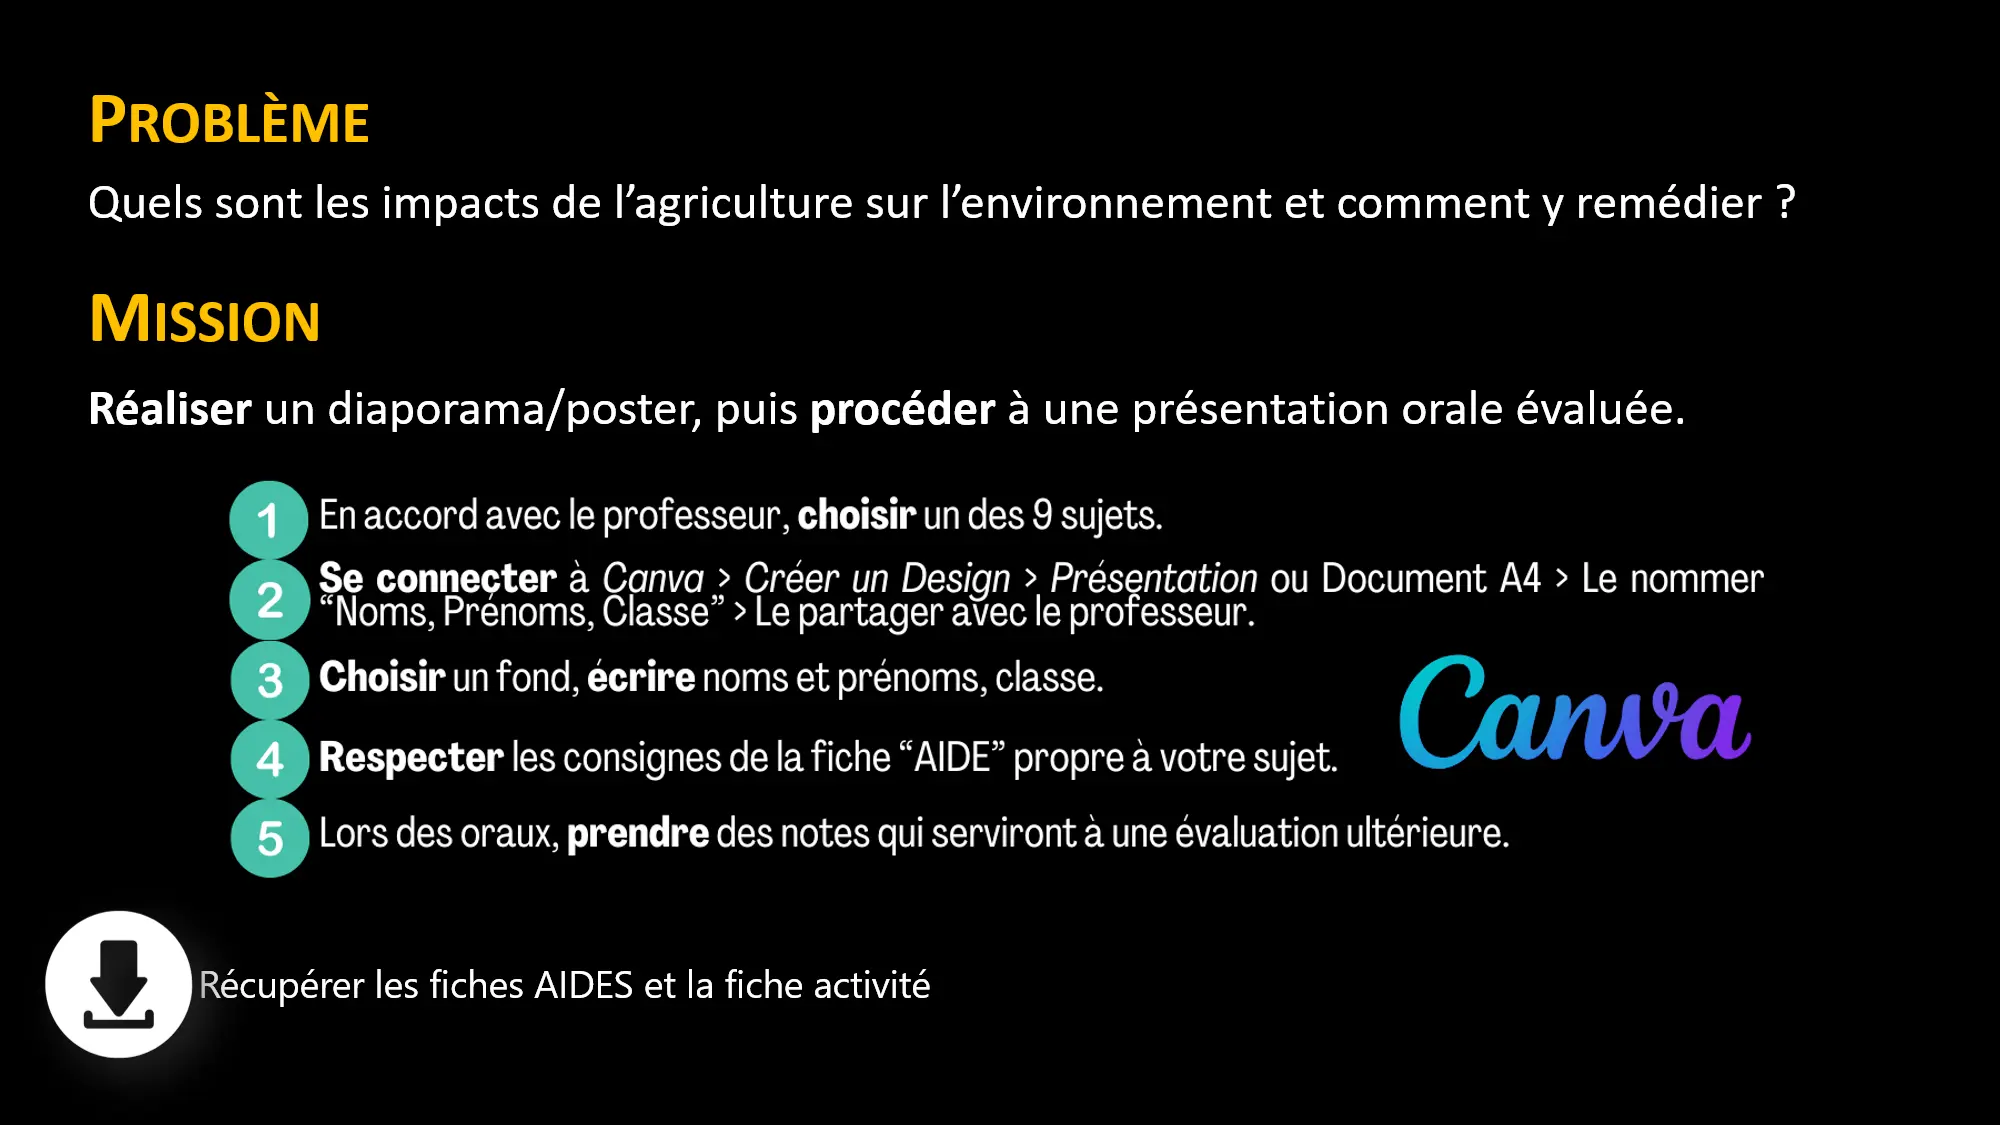 PROBLÈME
Quels sont les impacts de l’agriculture sur l’environnement et comment y remédier ?
MISSION
Réaliser un diaporama/poster, puis procéder à une présentation orale évaluée.
1 En accord avec le professeur, choisir un des 9 sujets.
2 Se connecter à Canva > Créer un Design > Présentation ou Document A4 > Le nommer
“Noms, Prénoms, Classe” > Le partager avec le professeur.
3 Choisir un fond, écrire noms et prénoms, classe.
Canva
4 Respecter les consignes de la fiche “AIDE” propre à votre sujet.
5 Lors des oraux, prendre des notes qui serviront à une évaluation ultérieure.
Récupérer les fiches AIDES et la fiche activité